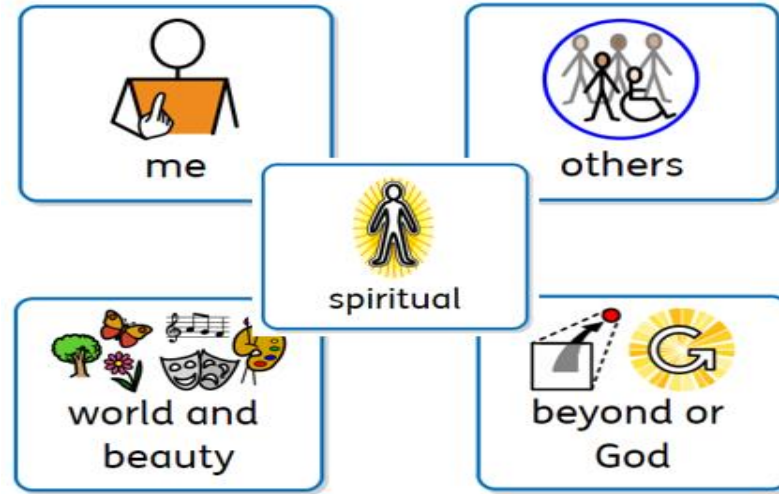 me
others
spiritual
world and
beauty
beyond or
God